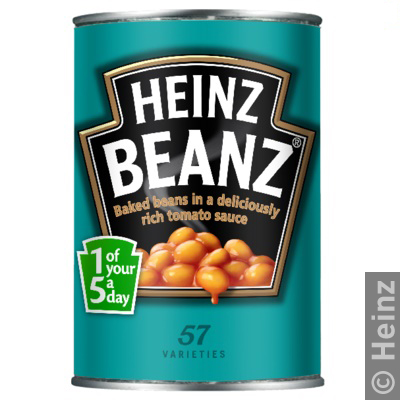 HEINZ
BEANZ®
Baked beans in a deliciously
rich tomato sauce
1 of
your
5 a
day
57
VARIETIES
© Heinz